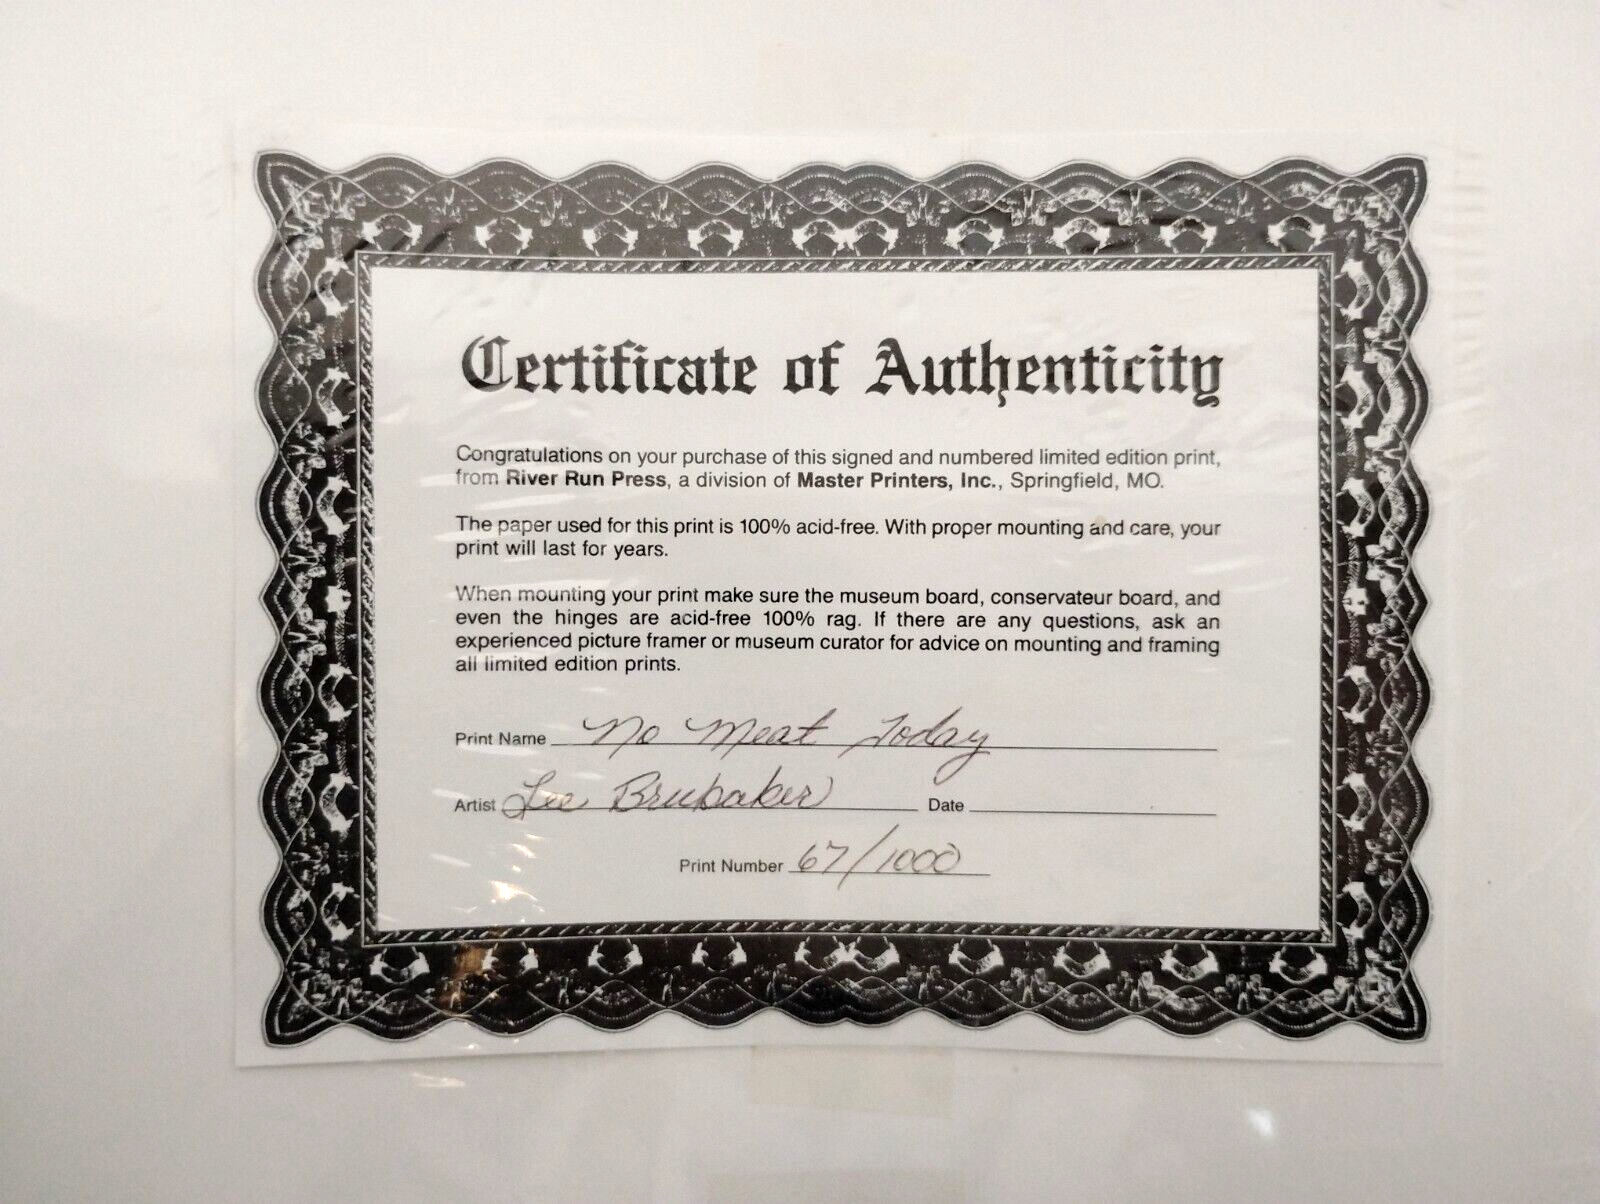 Certificate of Authenticity
Congratulations on your purchase of this signed and numbered limited edition print,
from River Run Press, a division of Master Printers, Inc., Springfield, MO.
The paper used for this print is 100% acid-free. With proper mounting and care, your
print will last for years.
When mounting your print make sure the museum board, conservateur board, and
even the hinges are acid-free 100% rag. If there are any questions, ask an
experienced picture framer or museum curator for advice on mounting and framing
all limited edition prints.
Print Name No Meat Today
Artist Lee Brubaker Date
Print Number 67/1000